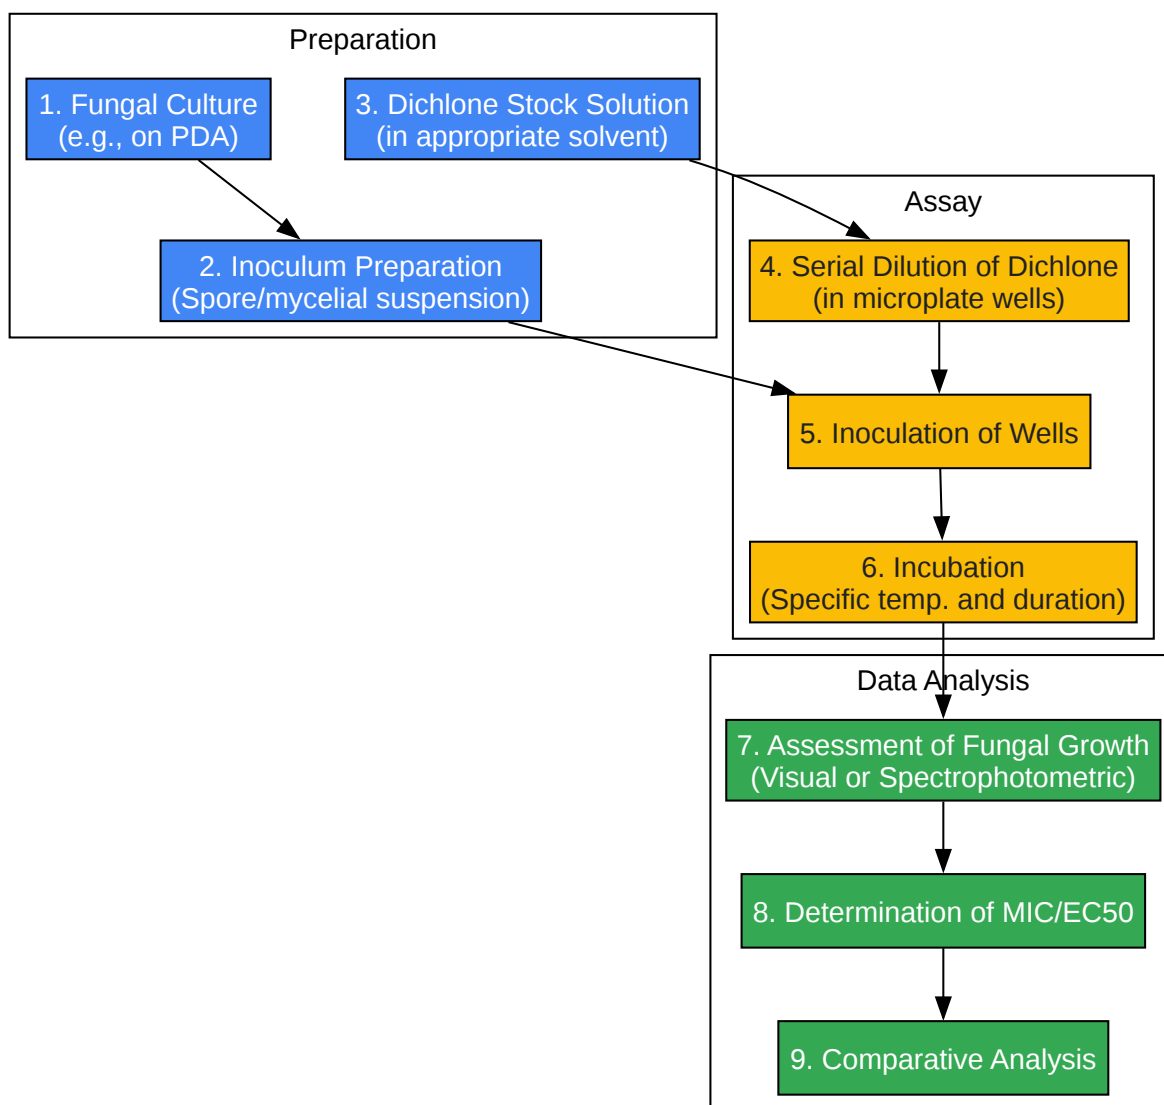 Preparation
1. Fungal Culture
(e.g., on PDA)
3. Dichlone Stock Solution
(in appropriate solvent)
2. Inoculum Preparation
(Spore/mycelial suspension)
Assay
4. Serial Dilution of Dichlone
(in microplate wells)
5. Inoculation of Wells
6. Incubation
(Specific temp. and duration)
Data Analysis
7. Assessment of Fungal Growth
(Visual or Spectrophotometric)
8. Determination of MIC/EC50
9. Comparative Analysis